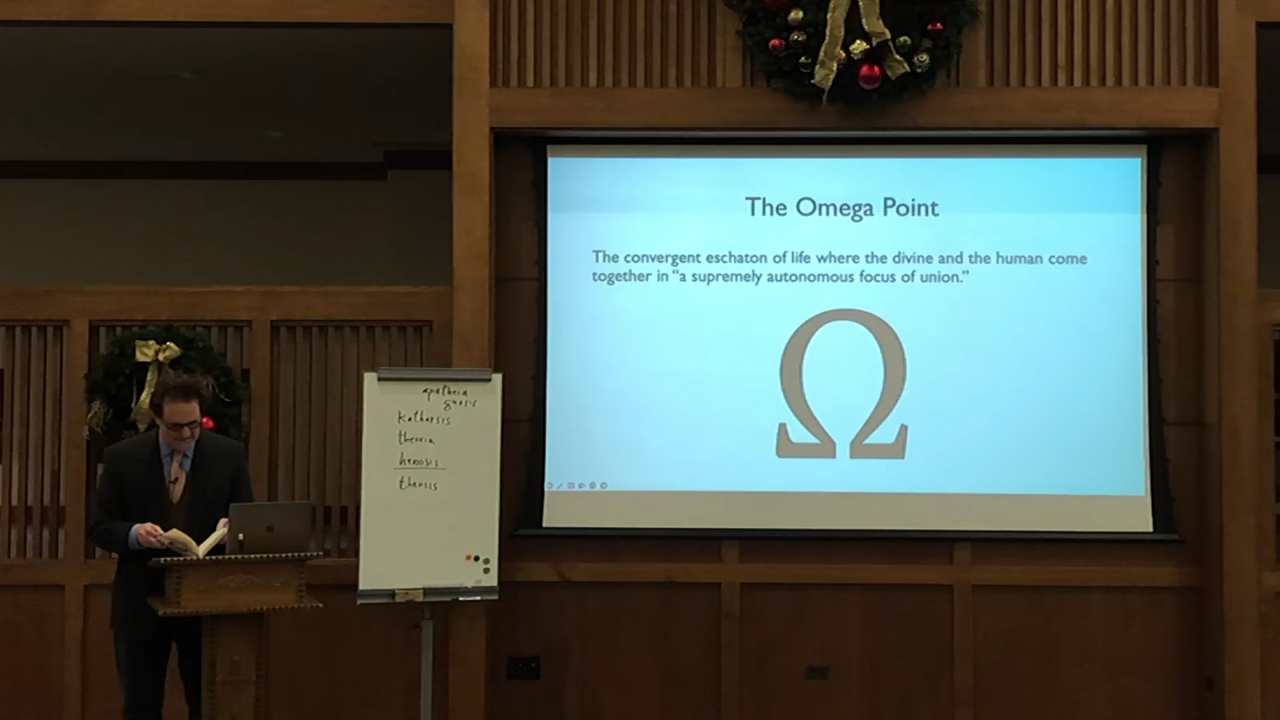 apatheia
gnosis
katharsis
theoria
henosis
theosis
The Omega Point
The convergent eschaton of life where the divine and the human come
together in “a supremely autonomous focus of union.”
Ω